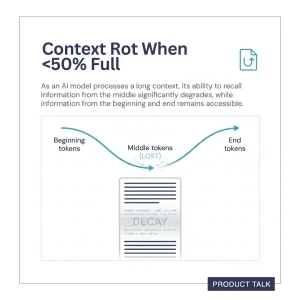 Context Rot When
<50% Full
As an AI model processes a long context, its ability to recall
information from the middle significantly degrades, while
information from the beginning and end remains accessible.
Beginning
tokens
Middle tokens
(LOST)
End
tokens
DECAY
PRODUCT TALK